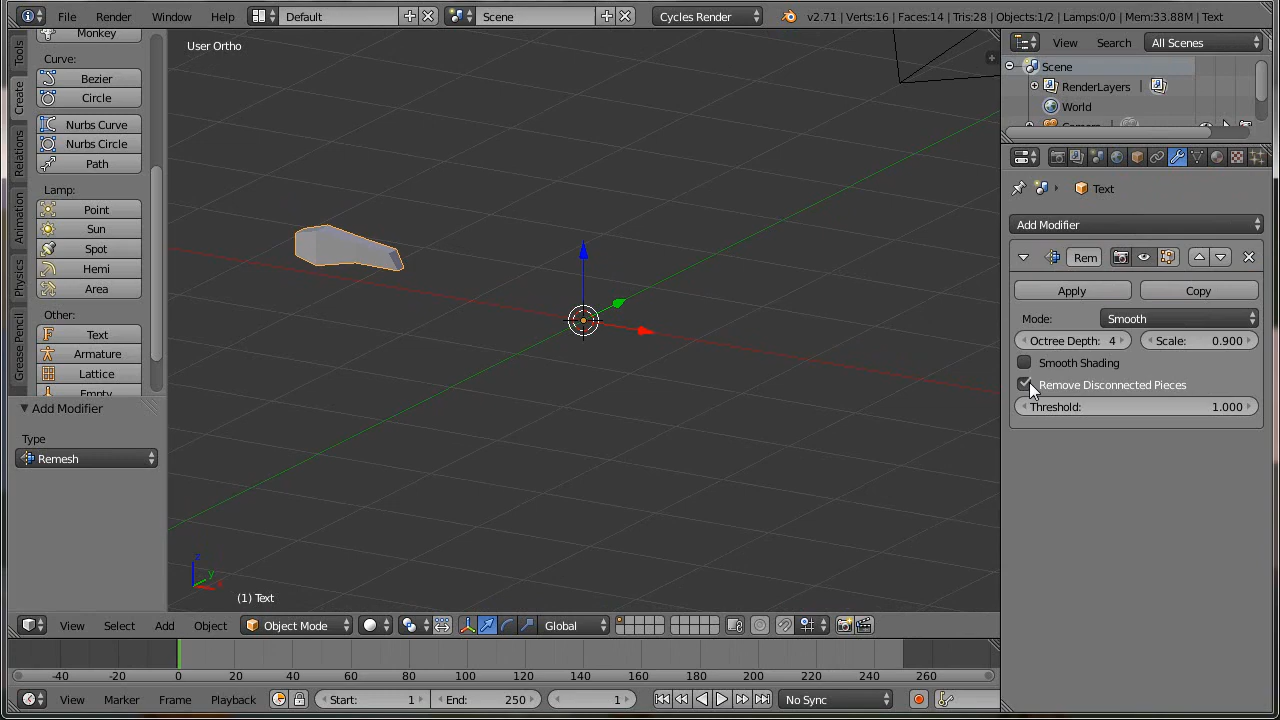 File Render Window Help Default Scene Cycles Render v2.71 | Verts:16 | Faces:14 | Tris:28 | Objects:1/2 | Lamps:0/0 | Mem:33.88M | Text
Tools
Create
Relations
Animation
Physics
Grease Pencil
Monkey
Curve:
Bezier
Circle
Nurbs Curve
Nurbs Circle
Path
Lamp:
Point
Sun
Spot
Hemi
Area
Other:
Text
Armature
Lattice
Empty
Add Modifier
Type
Remesh
User Ortho
z
y
x
(1) Text
View Select Add Object Object Mode Global
-40 -20 0 20 40 60 80 100 120 140 160 180 200 220 240 260
View Marker Frame Playback Start: 1 End: 250 1 No Sync
View Search All Scenes
Scene
RenderLayers |
World
Camera
Text
Add Modifier
Rem
Apply Copy
Mode: Smooth
Octree Depth: 4 Scale: 0.900
Smooth Shading
Remove Disconnected Pieces
Threshold: 1.000